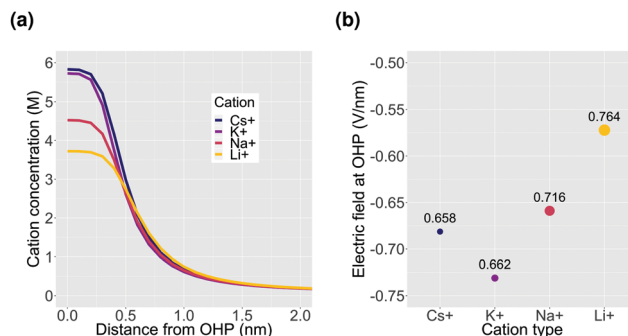 (a)
Cation concentration (M)
6
5
4
3
2
1
0
0.0 0.5 1.0 1.5 2.0
Distance from OHP (nm)
Cation
Cs+
K+
Na+
Li+
(b)
Electric field at OHP (V/nm)
-0.50
-0.55
-0.60
-0.65
-0.70
-0.75
0.658
0.662
0.716
0.764
Cs+ K+ Na+ Li+
Cation type